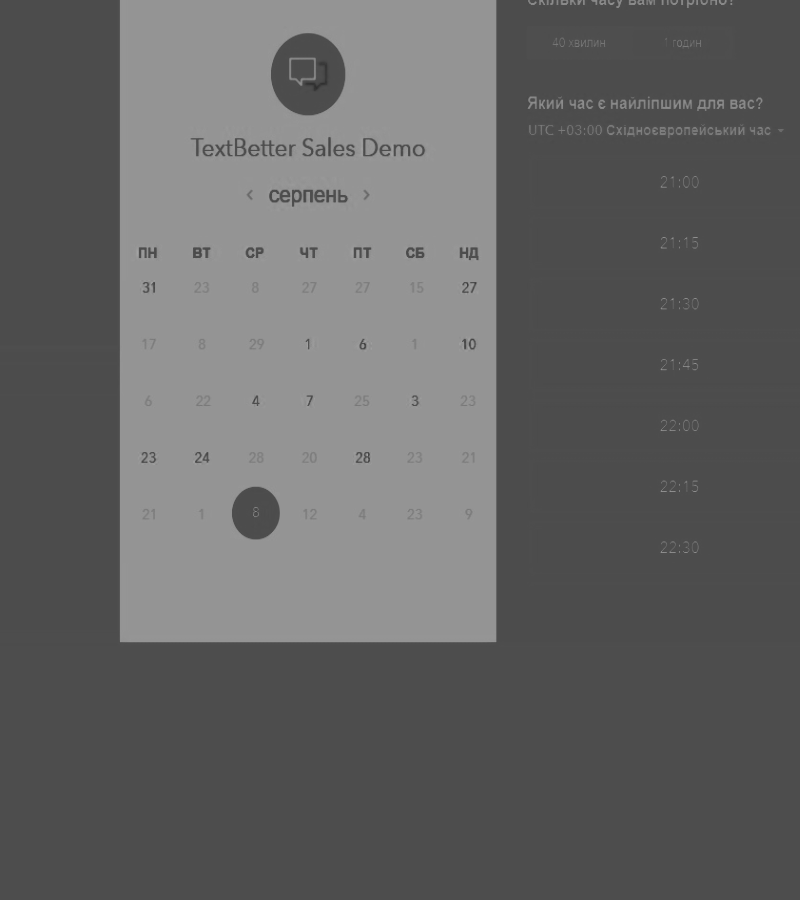 TextBetter Sales Demo
‹ серпень ›
ПН ВТ СР ЧТ ПТ СБ НД
31 23 8 27 27 15 27
17 8 29 1 6 1 10
6 22 4 7 25 3 23
23 24 28 20 28 23 21
21 1 8 12 4 23 9
Скільки часу вам потрібно?
40 хвилин 1 годин
Який час є найліпшим для вас?
UTC +03:00 Східноєвропейський час
21:00
21:15
21:30
21:45
22:00
22:15
22:30